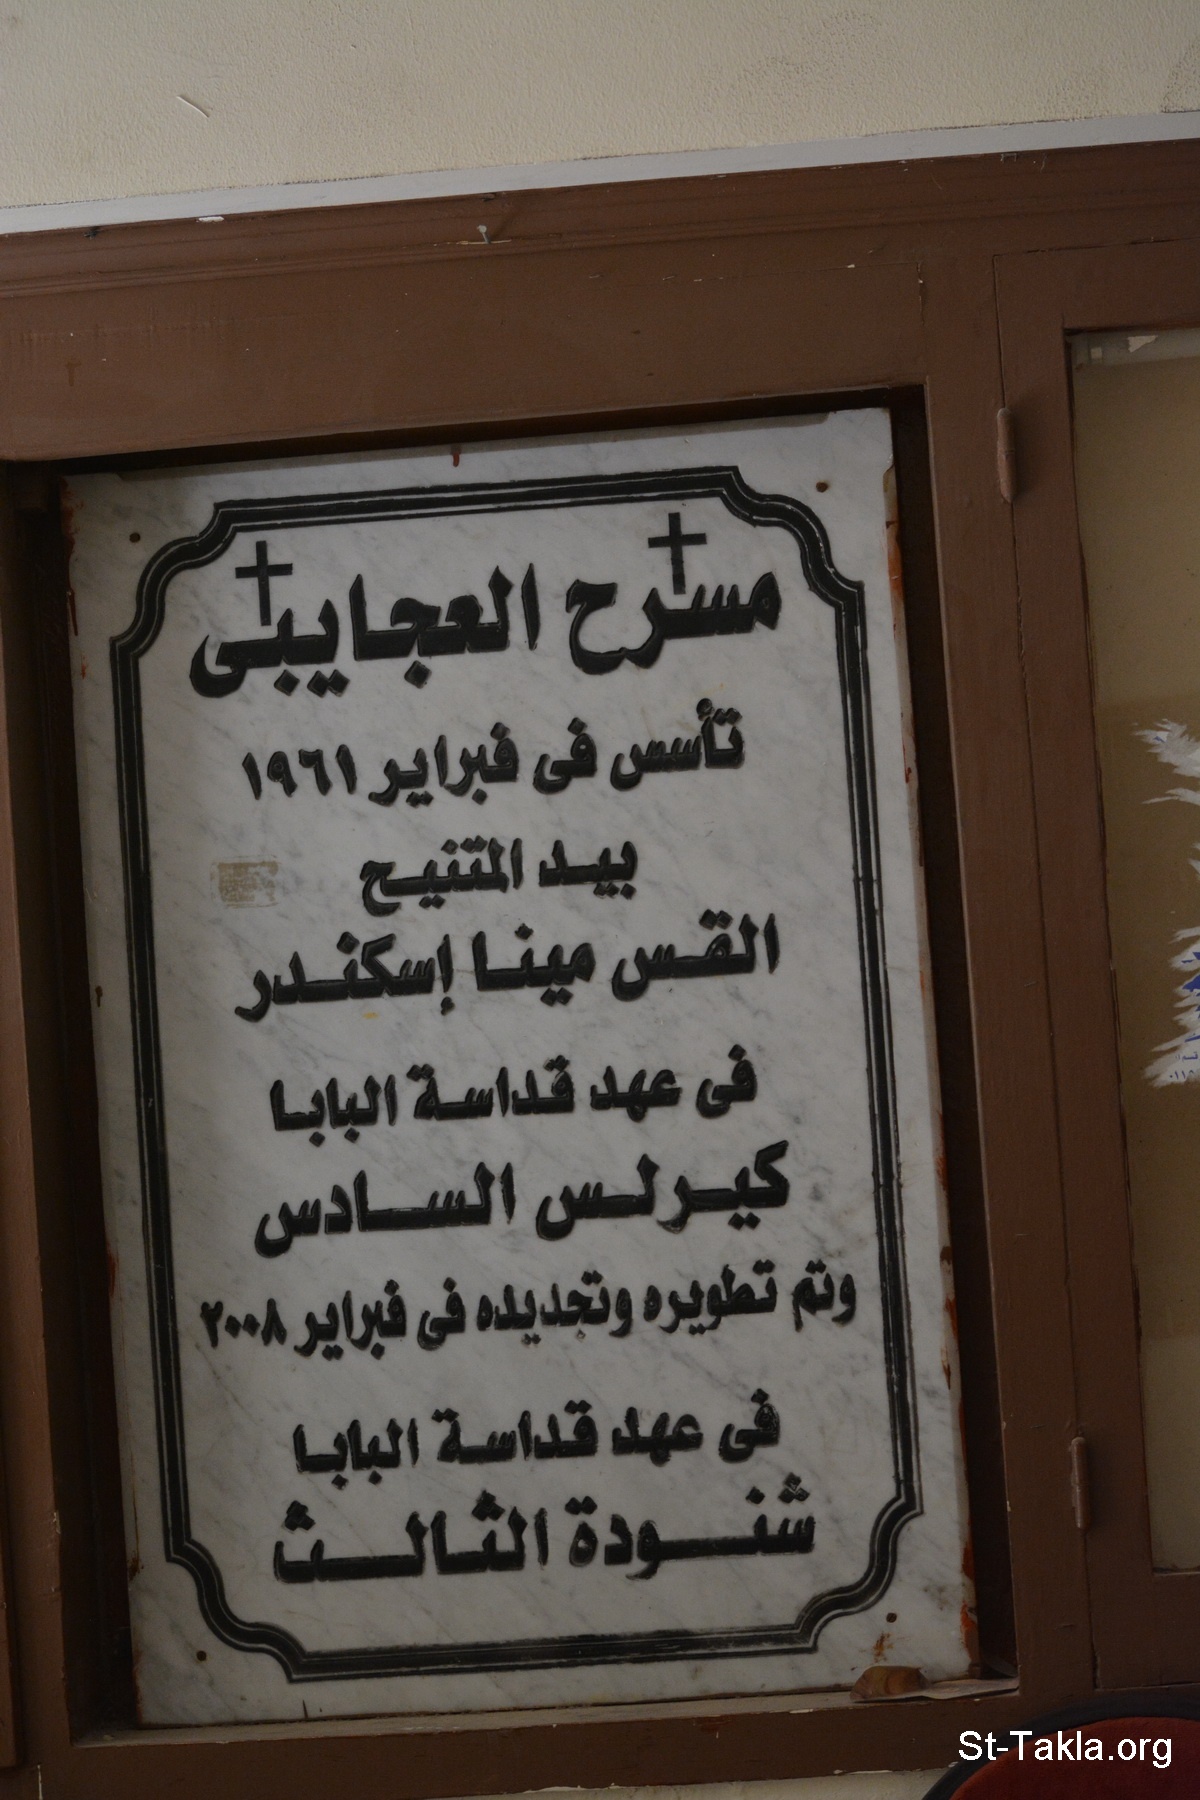 مسرح العجايبى
تأسس فى فبراير ١٩٦١
بيد المتنيح
القس مينا إسكندر
فى عهد قداسة البابا
كيرلس السادس
وتم تطويره وتجديده فى فبراير ٢٠٠٨
فى عهد قداسة البابا
شنودة الثالث
St-Takla.org